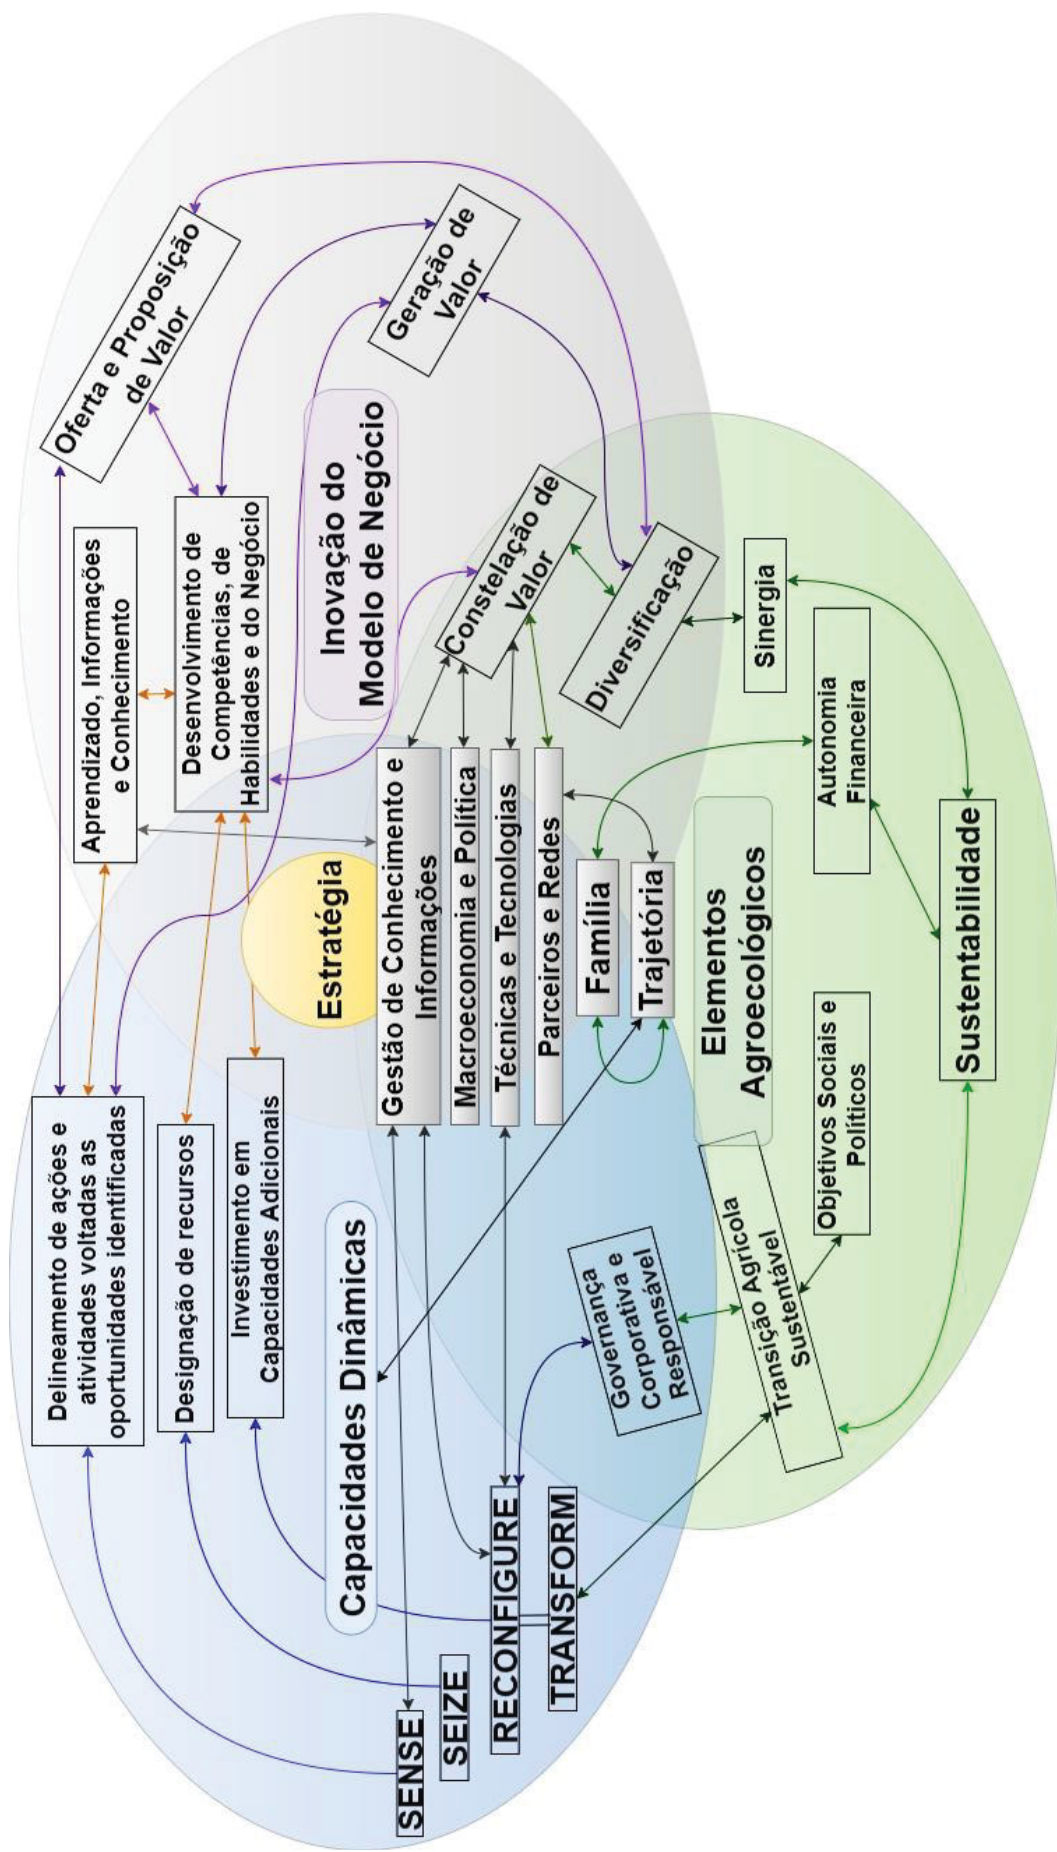 Delineamento de ações e
atividades voltadas as
oportunidades identificadas
Aprendizado, Informações
e Conhecimento
Oferta e Proposição
de Valor
Designação de recursos
Desenvolvimento de
Competências, de
Habilidades e do Negócio
Investimento em
Capacidades Adicionais
Geração de
Valor
Capacidades Dinâmicas
Estratégia
Inovação do
Modelo de Negócio
SENSE
SEIZE
RECONFIGURE
TRANSFORM
Gestão de Conhecimento e
Informações
Macroeconomia e Política
Técnicas e Tecnologias
Parceiros e Redes
Família
Trajetória
Constelação de
Valor
Diversificação
Governança
Corporativa e
Responsável
Elementos
Agroecológicos
Transição Agrícola
Sustentável
Sinergia
Objetivos Sociais e
Políticos
Autonomia
Financeira
Sustentabilidade